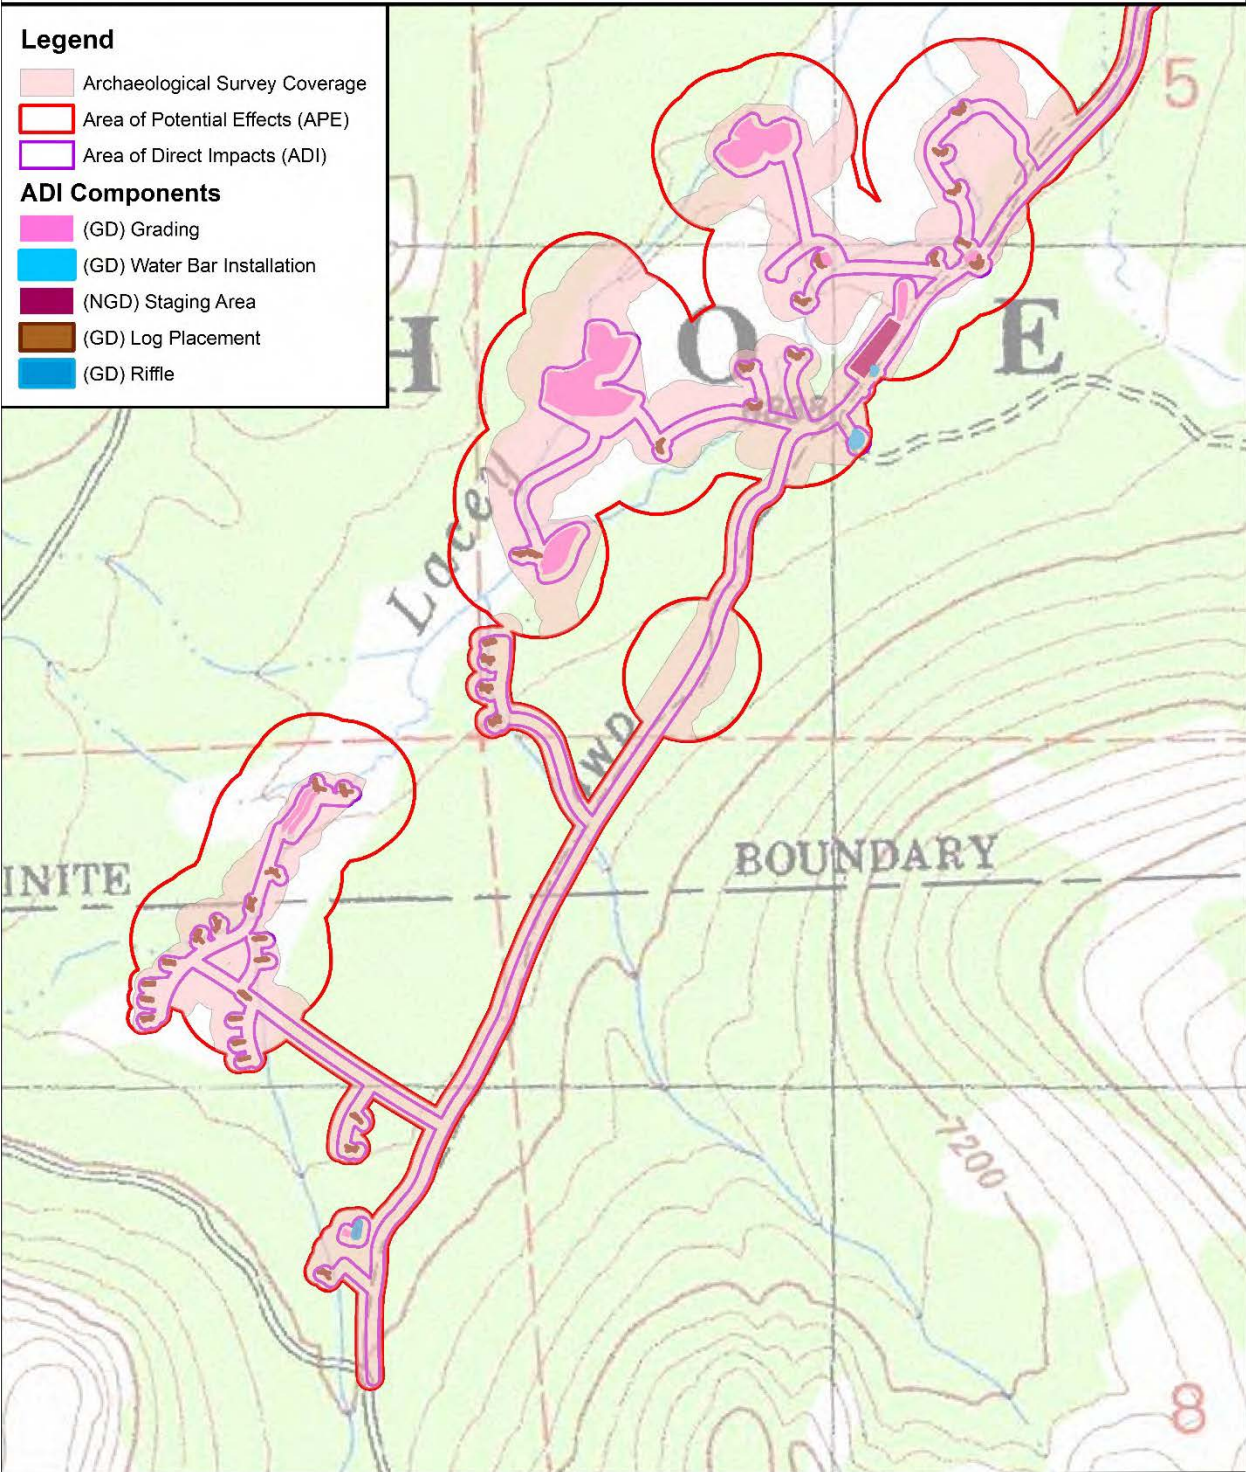 Legend
Archaeological Survey Coverage
Area of Potential Effects (APE)
Area of Direct Impacts (ADI)
ADI Components
(GD) Grading
(GD) Water Bar Installation
(NGD) Staging Area
(GD) Log Placement
(GD) Riffle
5
H O E
Lacey
4WD
INITE BOUNDARY
7200
8